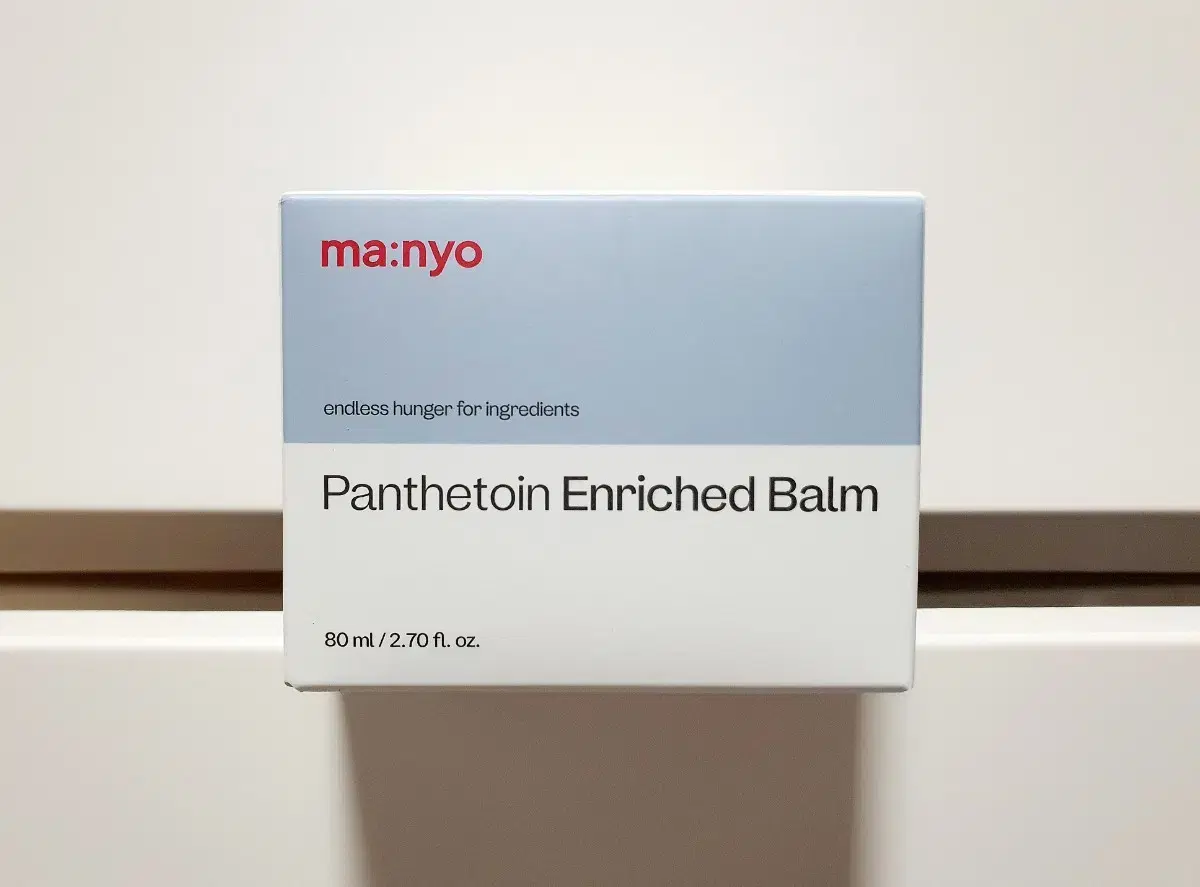 ma:nyo
endless hunger for ingredients
Panthetoin Enriched Balm
80 ml / 2.70 fl. oz.